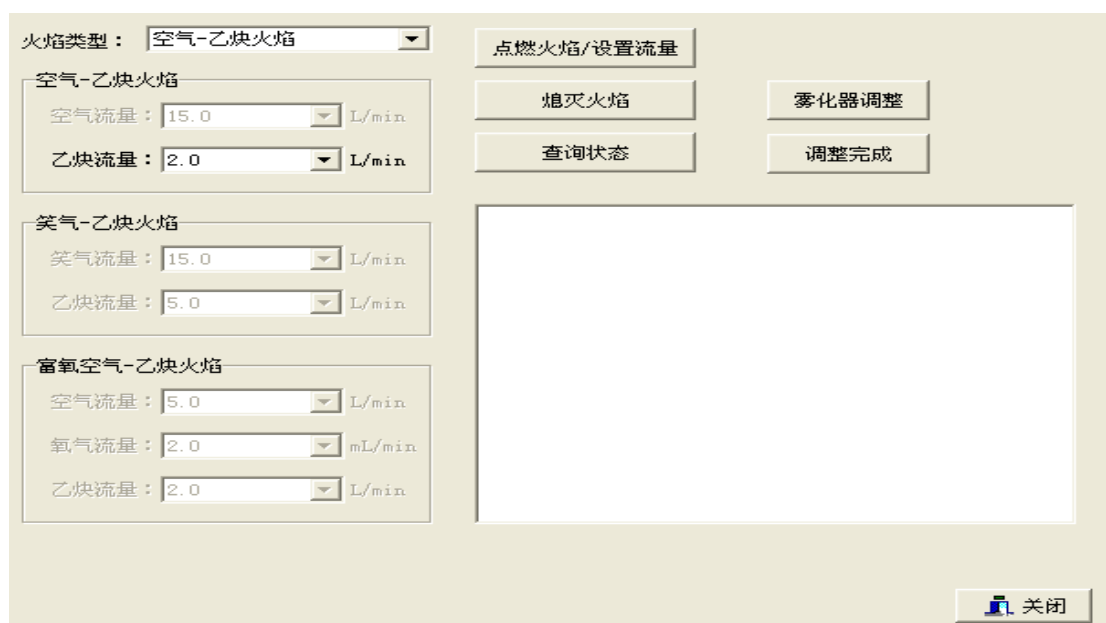 火焰类型： 空气-乙炔火焰
空气-乙炔火焰
空气流量：15.0 L/min
乙炔流量：2.0 L/min
笑气-乙炔火焰
笑气流量：15.0 L/min
乙炔流量：5.0 L/min
富氧空气-乙炔火焰
空气流量：5.0 L/min
氧气流量：2.0 mL/min
乙炔流量：2.0 L/min
点燃火焰/设置流量
熄灭火焰 雾化器调整
查询状态 调整完成
关闭